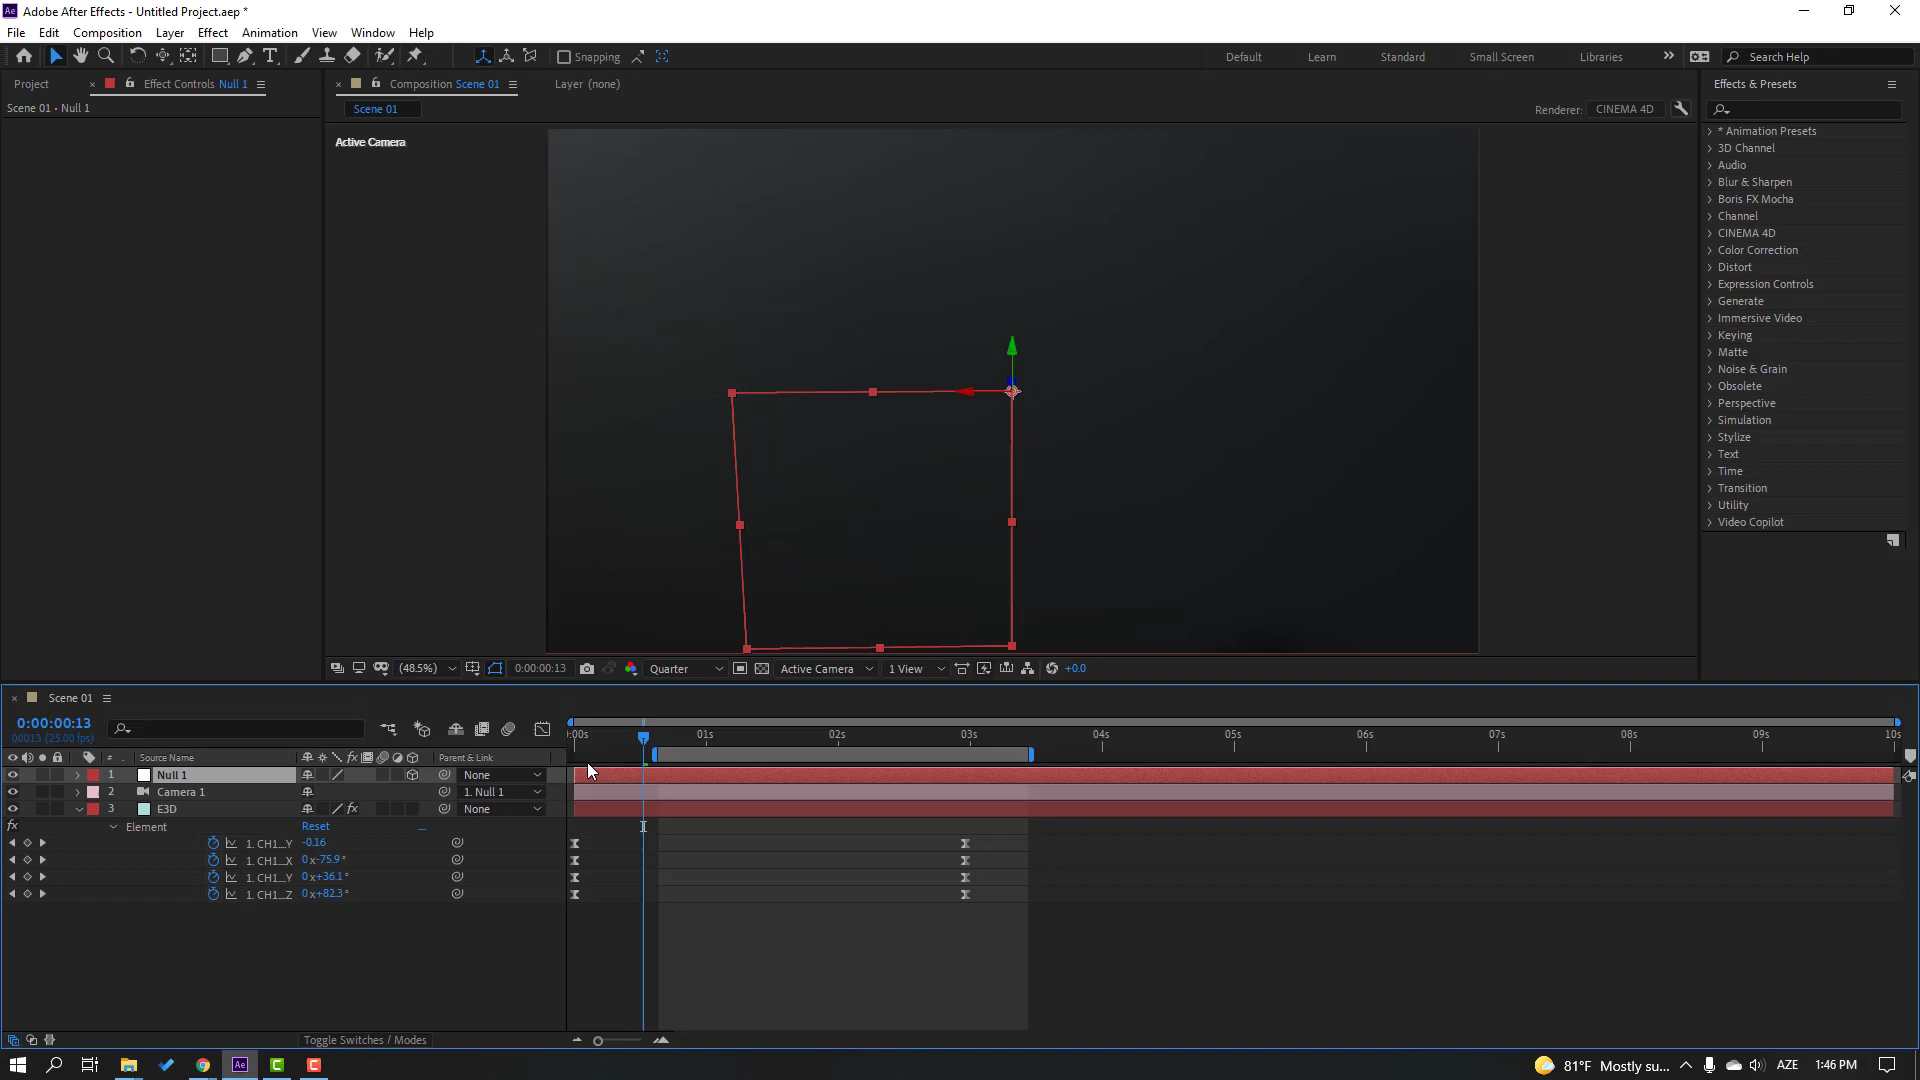 Adobe After Effects - Untitled Project.aep *
File Edit Composition Layer Effect Animation View Window Help
Snapping Default Learn Standard Small Screen Libraries Search Help
Project Effect Controls Null 1 Composition Scene 01 Layer (none) Effects & Presets
Scene 01 • Null 1
Scene 01
Renderer: CINEMA 4D
Active Camera
* Animation Presets
3D Channel
Audio
Blur & Sharpen
Boris FX Mocha
Channel
CINEMA 4D
Color Correction
Distort
Expression Controls
Generate
Immersive Video
Keying
Matte
Noise & Grain
Obsolete
Perspective
Simulation
Stylize
Text
Time
Transition
Utility
Video Copilot
(48.5%) 0:00:00:13 Quarter Active Camera 1 View +0.0
Scene 01
0:00:00:13
00013 (25.00 fps)
:00s 01s 02s 03s 04s 05s 06s 07s 08s 09s 10s
# Source Name Parent & Link
1 Null 1 None
2 Camera 1 1. Null 1
3 E3D None
Element Reset
1. CH1...Y -0.16
1. CH1...X 0x-75.9°
1. CH1...Y 0x+36.1°
1. CH1...Z 0x+82.3°
Toggle Switches / Modes
81°F Mostly su... AZE 1:46 PM